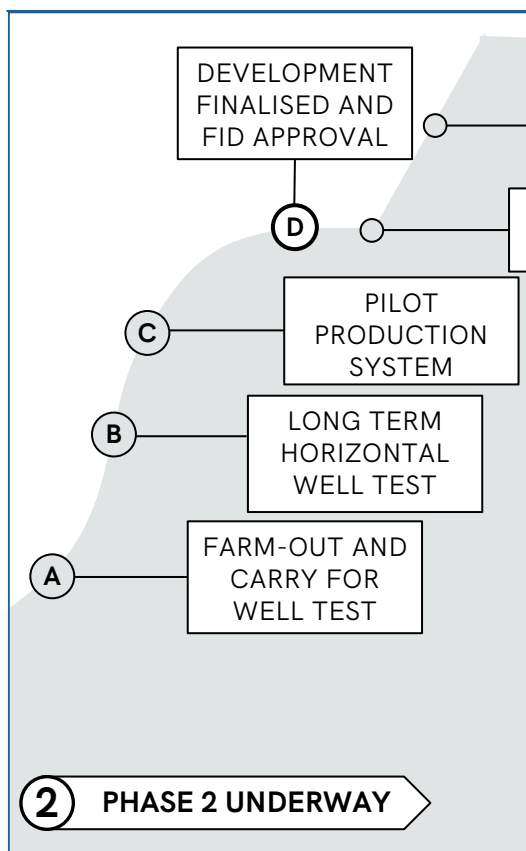 DEVELOPMENT
FINALISED AND
FID APPROVAL
D
C
PILOT
PRODUCTION
SYSTEM
B
LONG TERM
HORIZONTAL
WELL TEST
A
FARM-OUT AND
CARRY FOR
WELL TEST
2 PHASE 2 UNDERWAY